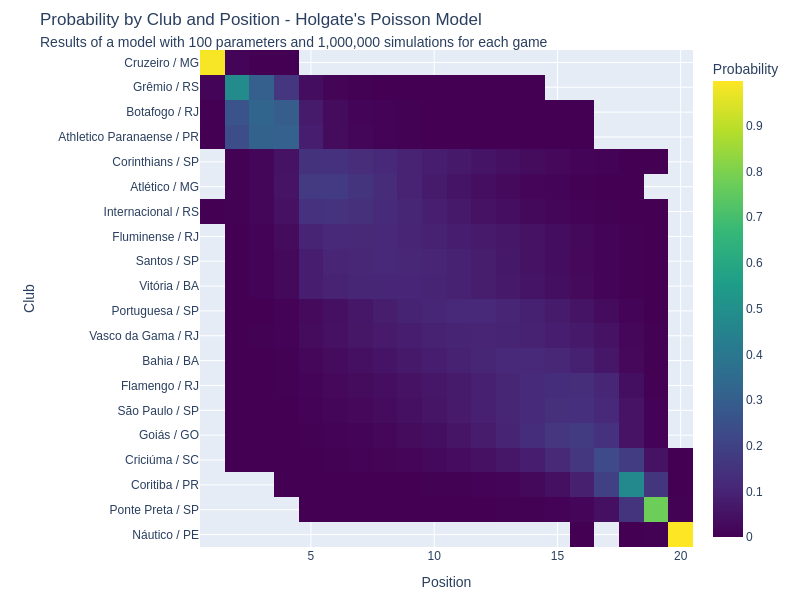 Probability by Club and Position - Holgate's Poisson Model
Results of a model with 100 parameters and 1,000,000 simulations for each game
Probability
Club
Cruzeiro / MG
Grêmio / RS
Botafogo / RJ
Athletico Paranaense / PR
Corinthians / SP
Atlético / MG
Internacional / RS
Fluminense / RJ
Santos / SP
Vitória / BA
Portuguesa / SP
Vasco da Gama / RJ
Bahia / BA
Flamengo / RJ
São Paulo / SP
Goiás / GO
Criciúma / SC
Coritiba / PR
Ponte Preta / SP
Náutico / PE
0.9
0.8
0.7
0.6
0.5
0.4
0.3
0.2
0.1
0
5 10 15 20
Position